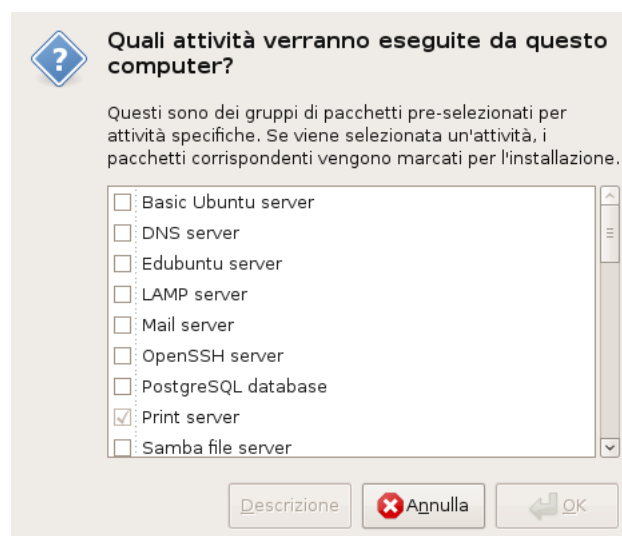 Quali attività verranno eseguite da questo
computer?
Questi sono dei gruppi di pacchetti pre-selezionati per
attività specifiche. Se viene selezionata un'attività, i
pacchetti corrispondenti vengono marcati per l'installazione.
Basic Ubuntu server
DNS server
Edubuntu server
LAMP server
Mail server
OpenSSH server
PostgreSQL database
Print server
Samba file server
Descrizione
Annulla
OK